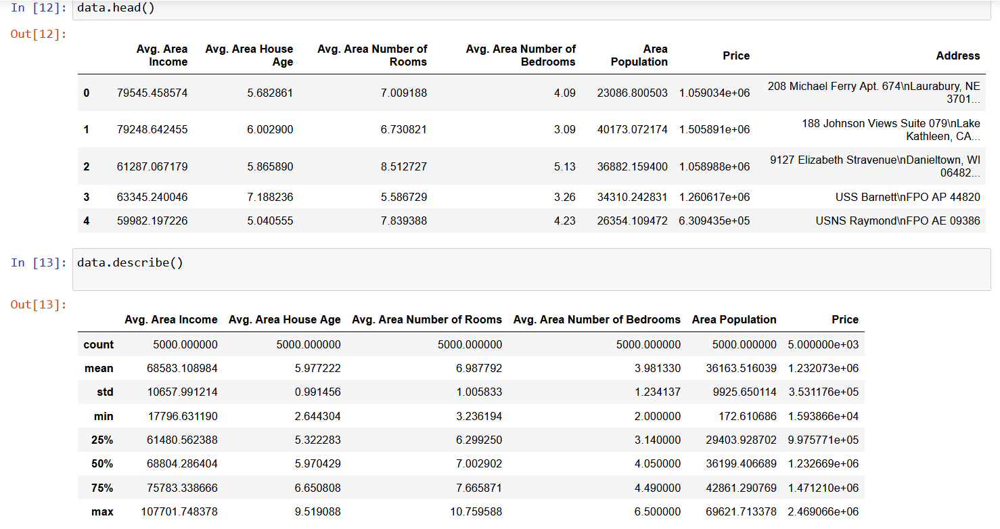 In [12]: data.head()
Out[12]:
Avg. Area Income Avg. Area House Age Avg. Area Number of Rooms Avg. Area Number of Bedrooms Area Population Price Address
0 79545.458574 5.682861 7.009188 4.09 23086.800503 1.059034e+06 208 Michael Ferry Apt. 674\nLaurabury, NE 3701...
1 79248.642455 6.002900 6.730821 3.09 40173.072174 1.505891e+06 188 Johnson Views Suite 079\nLake Kathleen, CA...
2 61287.067179 5.865890 8.512727 5.13 36882.159400 1.058988e+06 9127 Elizabeth Stravenue\nDanieltown, WI 06482...
3 63345.240046 7.188236 5.586729 3.26 34310.242831 1.260617e+06 USS Barnett\nFPO AP 44820
4 59982.197226 5.040555 7.839388 4.23 26354.109472 6.309435e+05 USNS Raymond\nFPO AE 09386
In [13]: data.describe()
Out[13]:
Avg. Area Income Avg. Area House Age Avg. Area Number of Rooms Avg. Area Number of Bedrooms Area Population Price
count 5000.000000 5000.000000 5000.000000 5000.000000 5000.000000 5.000000e+03
mean 68583.108984 5.977222 6.987792 3.981330 36163.516039 1.232073e+06
std 10657.991214 0.991456 1.005833 1.234137 9925.650114 3.531176e+05
min 17796.631190 2.644304 3.236194 2.000000 172.610686 1.593866e+04
25% 61480.562388 5.322283 6.299250 3.140000 29403.928702 9.975771e+05
50% 68804.286404 5.970429 7.002902 4.050000 36199.406689 1.232669e+06
75% 75783.338666 6.650808 7.665871 4.490000 42861.290769 1.471210e+06
max 107701.748378 9.519088 10.759588 6.500000 69621.713378 2.469066e+06